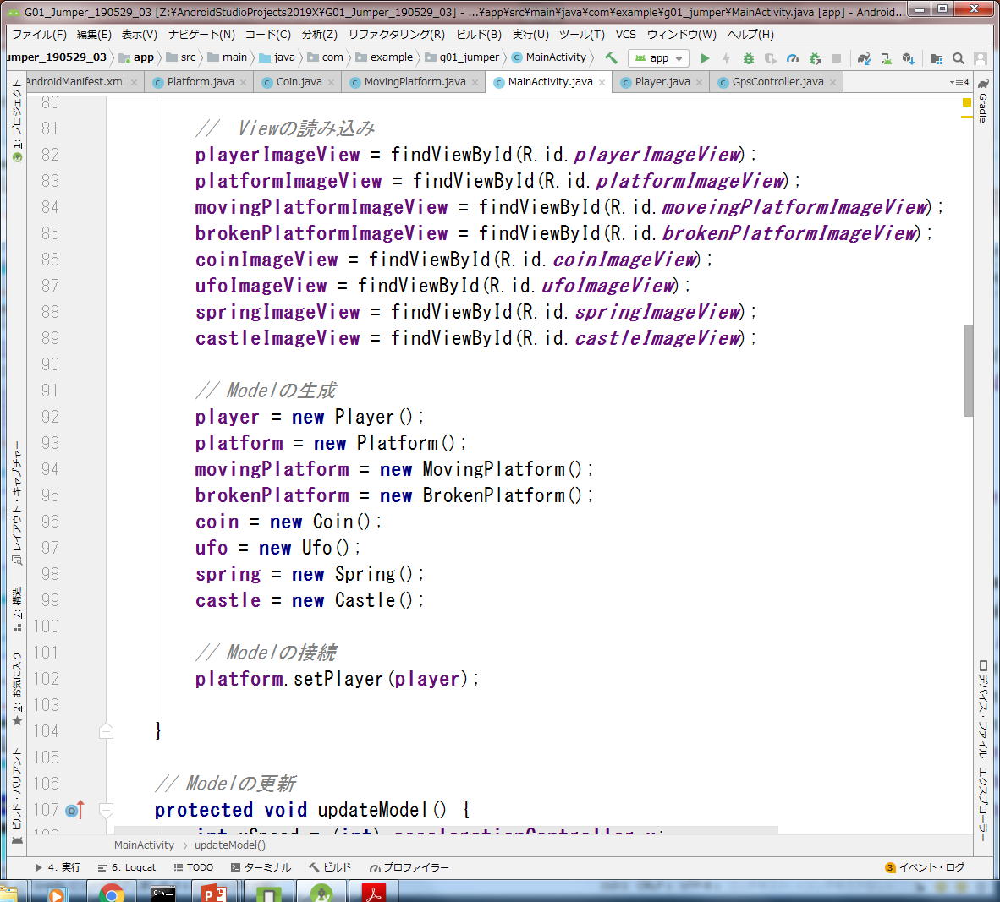 G01_Jumper_190529_03 [Z:¥AndroidStudioProjects2019X¥G01_Jumper_190529_03] - ...¥app¥src¥main¥java¥com¥example¥g01_jumper¥MainActivity.java [app] - Android...
ファイル(F) 編集(E) 表示(V) ナビゲート(N) コード(C) 分析(Z) リファクタリング(R) ビルド(B) 実行(U) ツール(T) VCS ウィンドウ(W) ヘルプ(H)
umper_190529_03 app src main java com example g01_jumper MainActivity app
AndroidManifest.xml Platform.java Coin.java MovingPlatform.java MainActivity.java Player.java GpsController.java 4
80
81 // Viewの読み込み
82 playerImageView = findViewById(R.id.playerImageView);
83 platformImageView = findViewById(R.id.platformImageView);
84 movingPlatformImageView = findViewById(R.id.moveingPlatformImageView);
85 brokenPlatformImageView = findViewById(R.id.brokenPlatformImageView);
86 coinImageView = findViewById(R.id.coinImageView);
87 ufoImageView = findViewById(R.id.ufoImageView);
88 springImageView = findViewById(R.id.springImageView);
89 castleImageView = findViewById(R.id.castleImageView);
90
91 // Modelの生成
92 player = new Player();
93 platform = new Platform();
94 movingPlatform = new MovingPlatform();
95 brokenPlatform = new BrokenPlatform();
96 coin = new Coin();
97 ufo = new Ufo();
98 spring = new Spring();
99 castle = new Castle();
100
101 // Modelの接続
102 platform.setPlayer(player);
103
104 }
105
106 // Modelの更新
107 protected void updateModel() {
108 int xSpeed = (int) accelerationController.x;
MainActivity › updateModel()
1: プロジェクト
レイアウト・キャプチャー
Z: 構造
2: お気に入り
ビルド・バリアント
Gradle
デバイス・ファイル・エクスプローラー
4: 実行 6: Logcat TODO ターミナル ビルド プロファイラー 3 イベント・ログ
C:\_